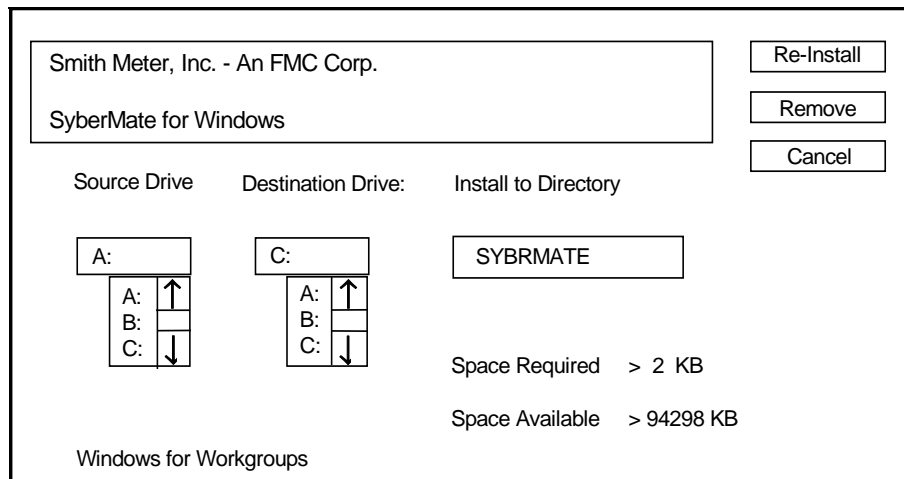 Smith Meter, Inc. - An FMC Corp.
SyberMate for Windows
Re-Install
Remove
Cancel
Source Drive Destination Drive: Install to Directory
A: C: SYBRMATE
A: A:
B: B:
C: C:
Space Required > 2 KB
Space Available > 94298 KB
Windows for Workgroups